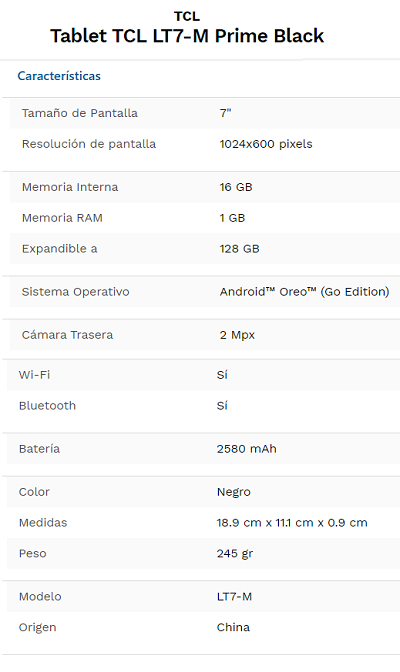 TCL
Tablet TCL LT7-M Prime Black
Características
Tamaño de Pantalla 7"
Resolución de pantalla 1024x600 pixels
Memoria Interna 16 GB
Memoria RAM 1 GB
Expandible a 128 GB
Sistema Operativo Android™ Oreo™ (Go Edition)
Cámara Trasera 2 Mpx
Wi-Fi Sí
Bluetooth Sí
Batería 2580 mAh
Color Negro
Medidas 18.9 cm x 11.1 cm x 0.9 cm
Peso 245 gr
Modelo LT7-M
Origen China